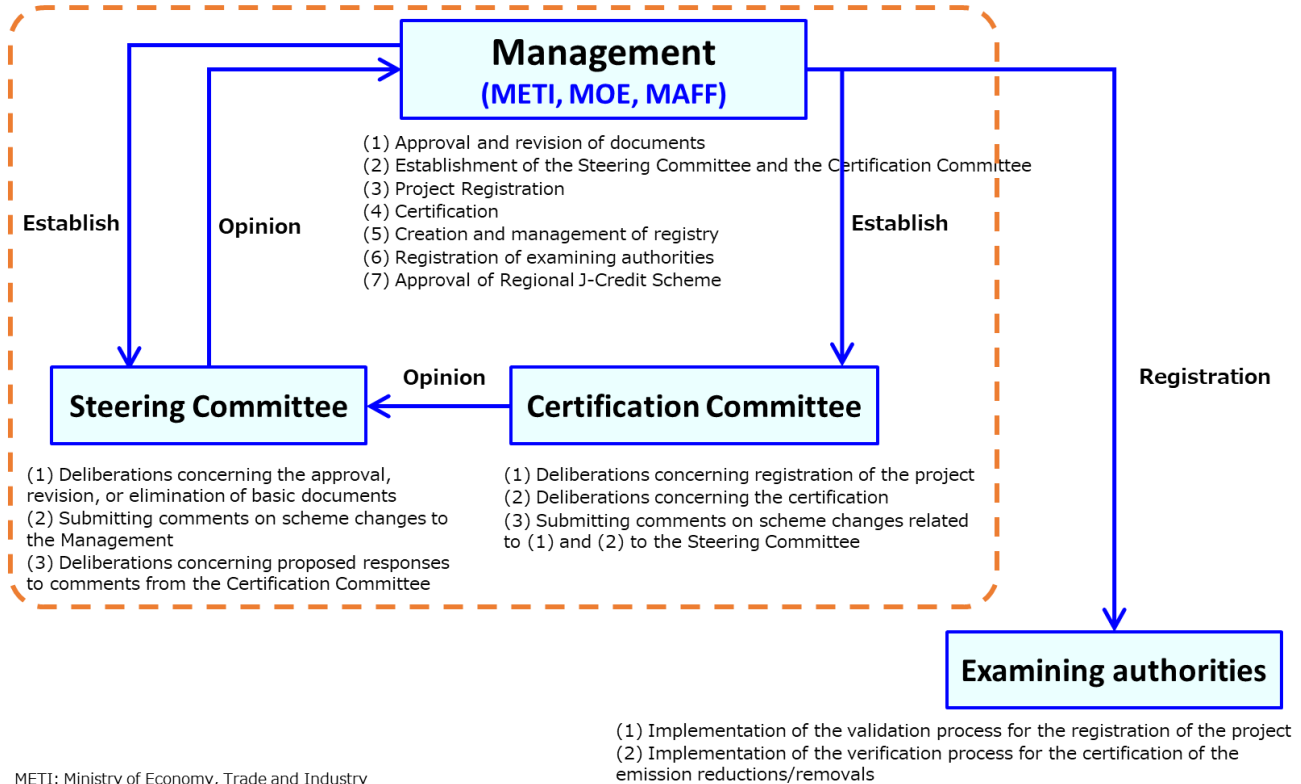 Management
(METI, MOE, MAFF)
(1) Approval and revision of documents
(2) Establishment of the Steering Committee and the Certification Committee
(3) Project Registration
(4) Certification
(5) Creation and management of registry
(6) Registration of examining authorities
(7) Approval of Regional J-Credit Scheme
Establish
Opinion
Establish
Registration
Steering Committee
Opinion
Certification Committee
(1) Deliberations concerning the approval,
revision, or elimination of basic documents
(2) Submitting comments on scheme changes to
the Management
(3) Deliberations concerning proposed responses
to comments from the Certification Committee
(1) Deliberations concerning registration of the project
(2) Deliberations concerning the certification
(3) Submitting comments on scheme changes related
to (1) and (2) to the Steering Committee
Examining authorities
(1) Implementation of the validation process for the registration of the project
(2) Implementation of the verification process for the certification of the
emission reductions/removals
METI: Ministry of Economy, Trade and Industry